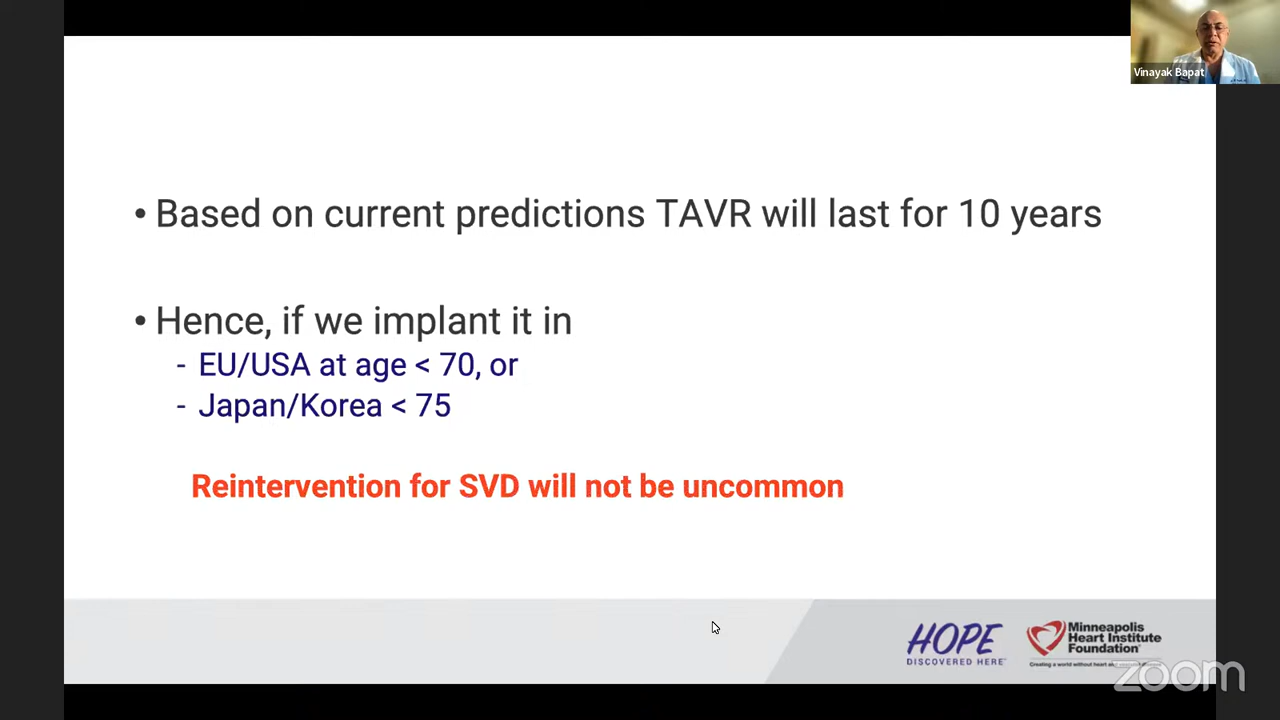 Vinayak Bapat
• Based on current predictions TAVR will last for 10 years
• Hence, if we implant it in
- EU/USA at age < 70, or
- Japan/Korea < 75
Reintervention for SVD will not be uncommon
HOPE
DISCOVERED HERE™
Minneapolis
Heart Institute
Foundation
Creating a world without heart and
zoom